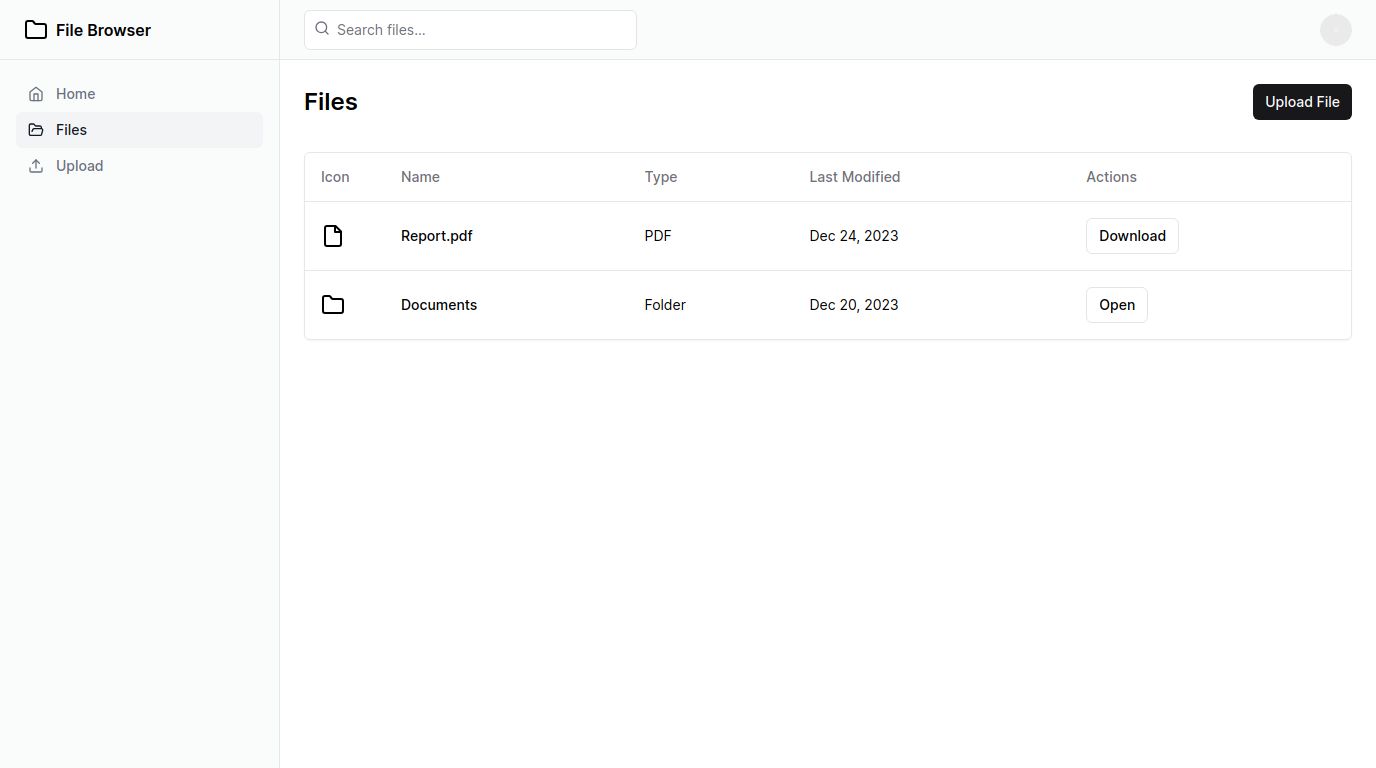 File Browser
Search files...
Home
Files
Upload
Files
Upload File
Icon Name Type Last Modified Actions
Report.pdf PDF Dec 24, 2023 Download
Documents Folder Dec 20, 2023 Open